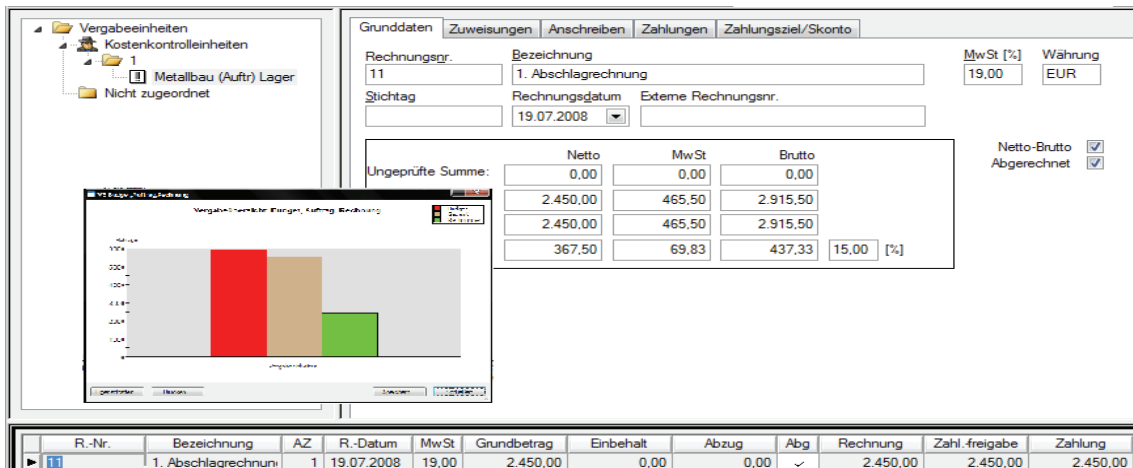 Vergabeeinheiten
Kostenkontrolleinheiten
1
Metallbau (Auftr) Lager
Nicht zugeordnet
Grunddaten Zuweisungen Anschreiben Zahlungen Zahlungsziel/Skonto
Rechnungsnr. Bezeichnung MwSt [%] Währung
11 1. Abschlagrechnung 19,00 EUR
Stichtag Rechnungsdatum Externe Rechnungsnr.
19.07.2008
Netto-Brutto
Abgerechnet
Netto MwSt Brutto
Ungeprüfte Summe: 0,00 0,00 0,00
2.450,00 465,50 2.915,50
2.450,00 465,50 2.915,50
367,50 69,83 437,33 15,00 [%]
Vergabeübersicht: Budget, Auftrag, Rechnung
R.-Nr. Bezeichnung AZ R.-Datum MwSt Grundbetrag Einbehalt Abzug Abg Rechnung Zahl.-freigabe Zahlung
11 1. Abschlagrechnun 1 19.07.2008 19,00 2.450,00 0,00 0,00 2.450,00 2.450,00 2.450,00